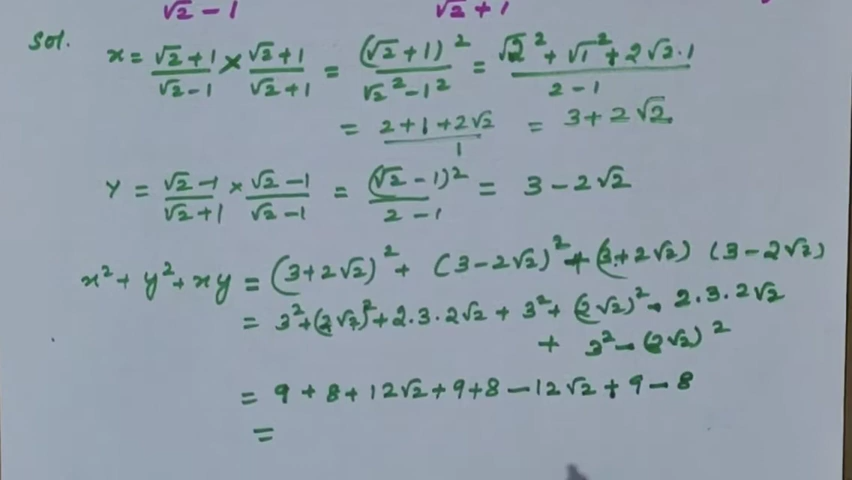 √2 - 1 √2 + 1
Sol. x = (√2+1)/(√2-1) × (√2+1)/(√2+1) = (√2+1)²/(√2²-1²) = (√2² + √1² + 2√2·1)/(2-1)
= (2+1+2√2)/1 = 3+2√2
Y = (√2-1)/(√2+1) × (√2-1)/(√2-1) = (√2-1)²/(2-1) = 3-2√2
x² + y² + xy = (3+2√2)² + (3-2√2)² + (3+2√2) (3-2√2)
= 3²+(2√2)²+2·3·2√2 + 3² + (2√2)² - 2·3·2√2
+ 3² - (2√2)²
= 9 + 8 + 12√2 + 9 + 8 - 12√2 + 9 - 8
=